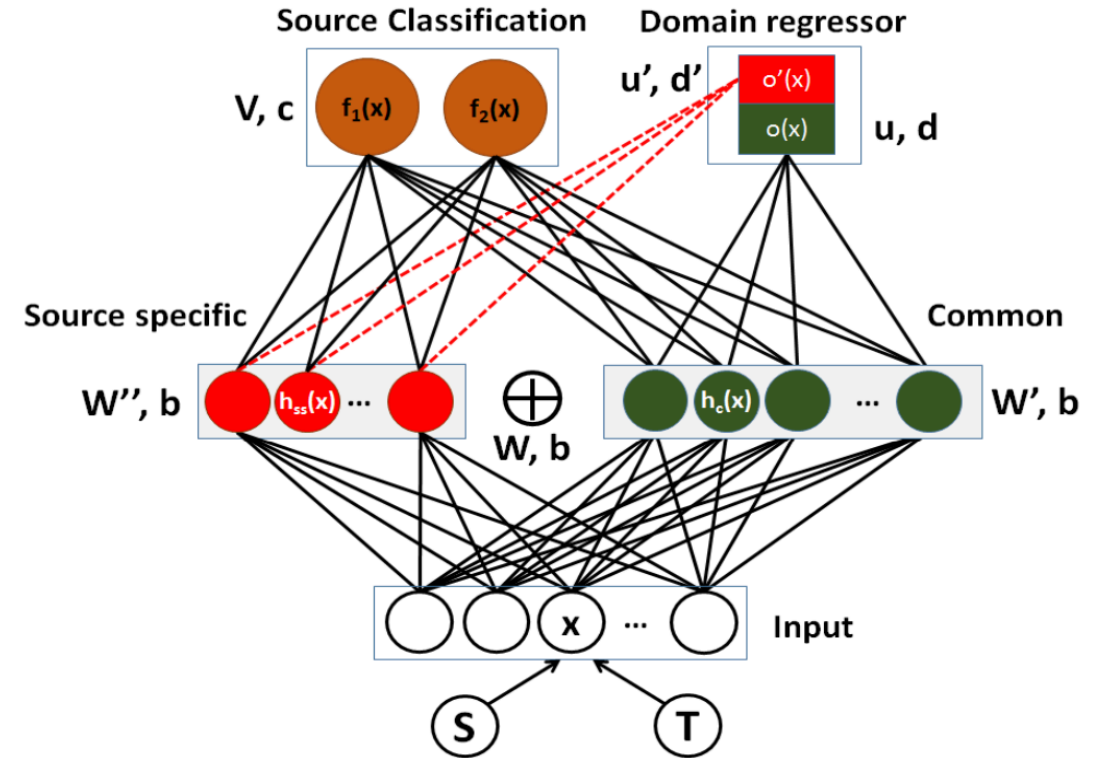 Source Classification
Domain regressor
V, c
f1(x)
f2(x)
u’, d’
o’(x)
o(x)
u, d
Source specific
Common
W’’, b
hss(x)
...
W, b
hc(x)
...
W’, b
x
...
Input
S
T